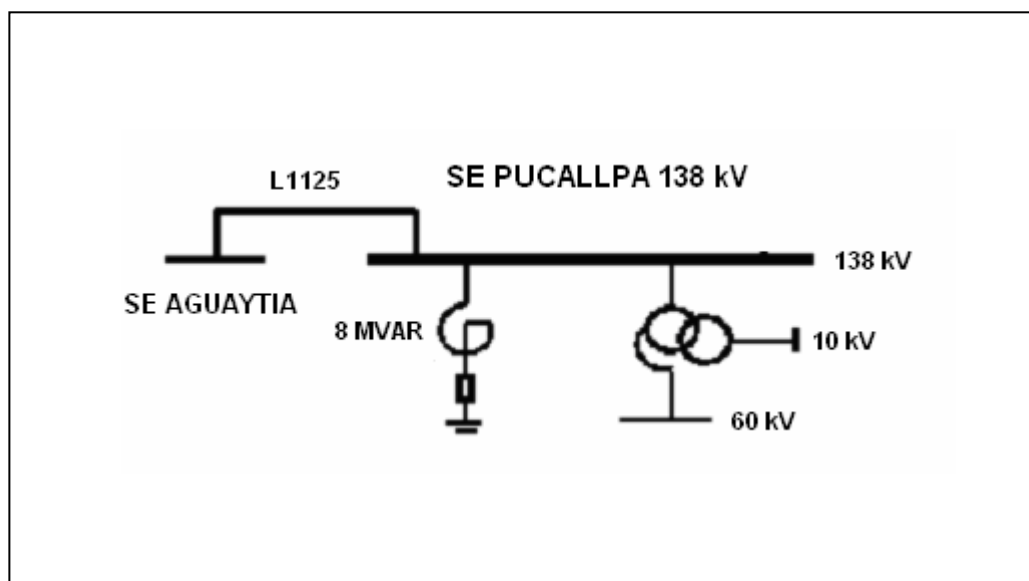 L1125
SE PUCALLPA 138 kV
138 kV
SE AGUAYTIA
8 MVAR
10 kV
60 kV